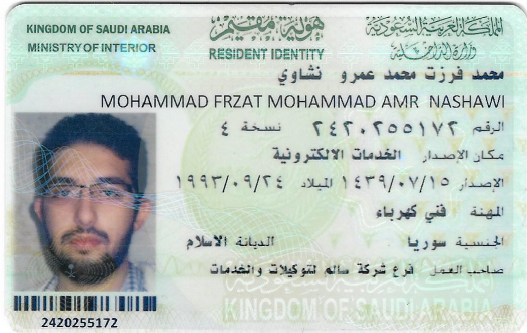 KINGDOM OF SAUDI ARABIA
MINISTRY OF INTERIOR
هوية مقيم
RESIDENT IDENTITY
المملكة العربية السعودية
وزارة الداخلية
محمد فرزت محمد عمرو نشاوي
MOHAMMAD FRZAT MOHAMMAD AMR NASHAWI
الرقم ٢٤٢٠٢٥٥١٧٢ نسخة ٤
مكان الإصدار الخدمات الالكترونية
الإصدار ١٤٣٩/٠٧/١٥ الميلاد ١٩٩٣/٠٩/٢٤
المهنة فني كهرباء
الجنسية سوريا الديانة الاسلام
صاحب العمل فرع شركة سالم لتوكيلات والخدمات
2420255172
KINGDOM OF SAUDI ARABIA